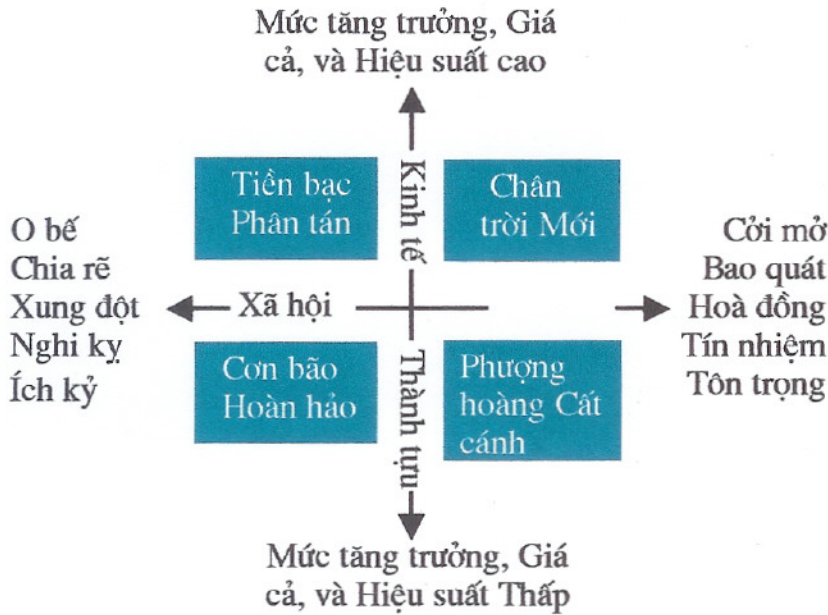 Mức tăng trưởng, Giá
cả, và Hiệu suất cao
Tiền bạc
Phân tán
Kinh tế
Chân
trời Mới
O bế
Chia rẽ
Xung đột
Nghi kỵ
Ích kỷ
Xã hội
Cởi mở
Bao quát
Hoà đồng
Tín nhiệm
Tôn trọng
Cơn bão
Hoàn hảo
Thành tựu
Phượng
hoàng Cất
cánh
Mức tăng trưởng, Giá
cả, và Hiệu suất Thấp